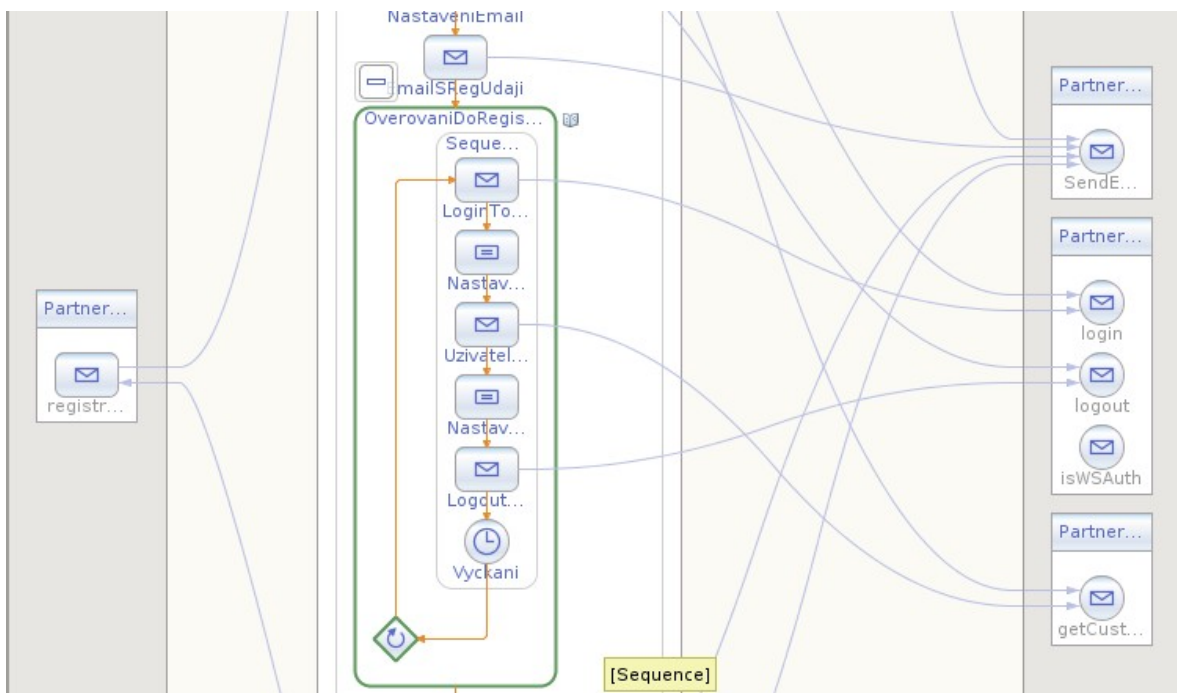 NastaveniEmail
EmailSRegUdaji
OverovaniDoRegis...
Seque...
LoginTo...
Nastav...
Uzivatel...
Nastav...
Logout...
Vyckani
[Sequence]
Partner...
registr...
Partner...
SendE...
Partner...
login
logout
isWSAuth
Partner...
getCust...